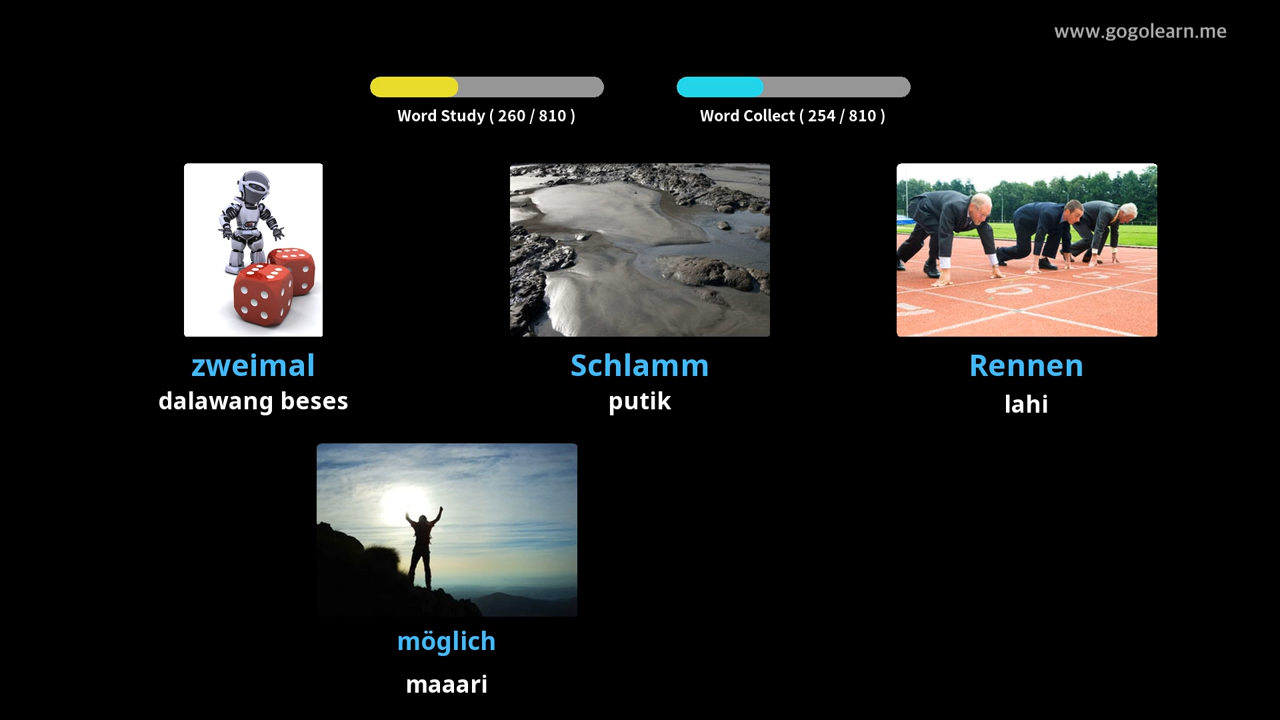 www.gogolearn.me
Word Study ( 260 / 810 )
Word Collect ( 254 / 810 )
zweimal
dalawang beses
Schlamm
putik
Rennen
lahi
möglich
maaari